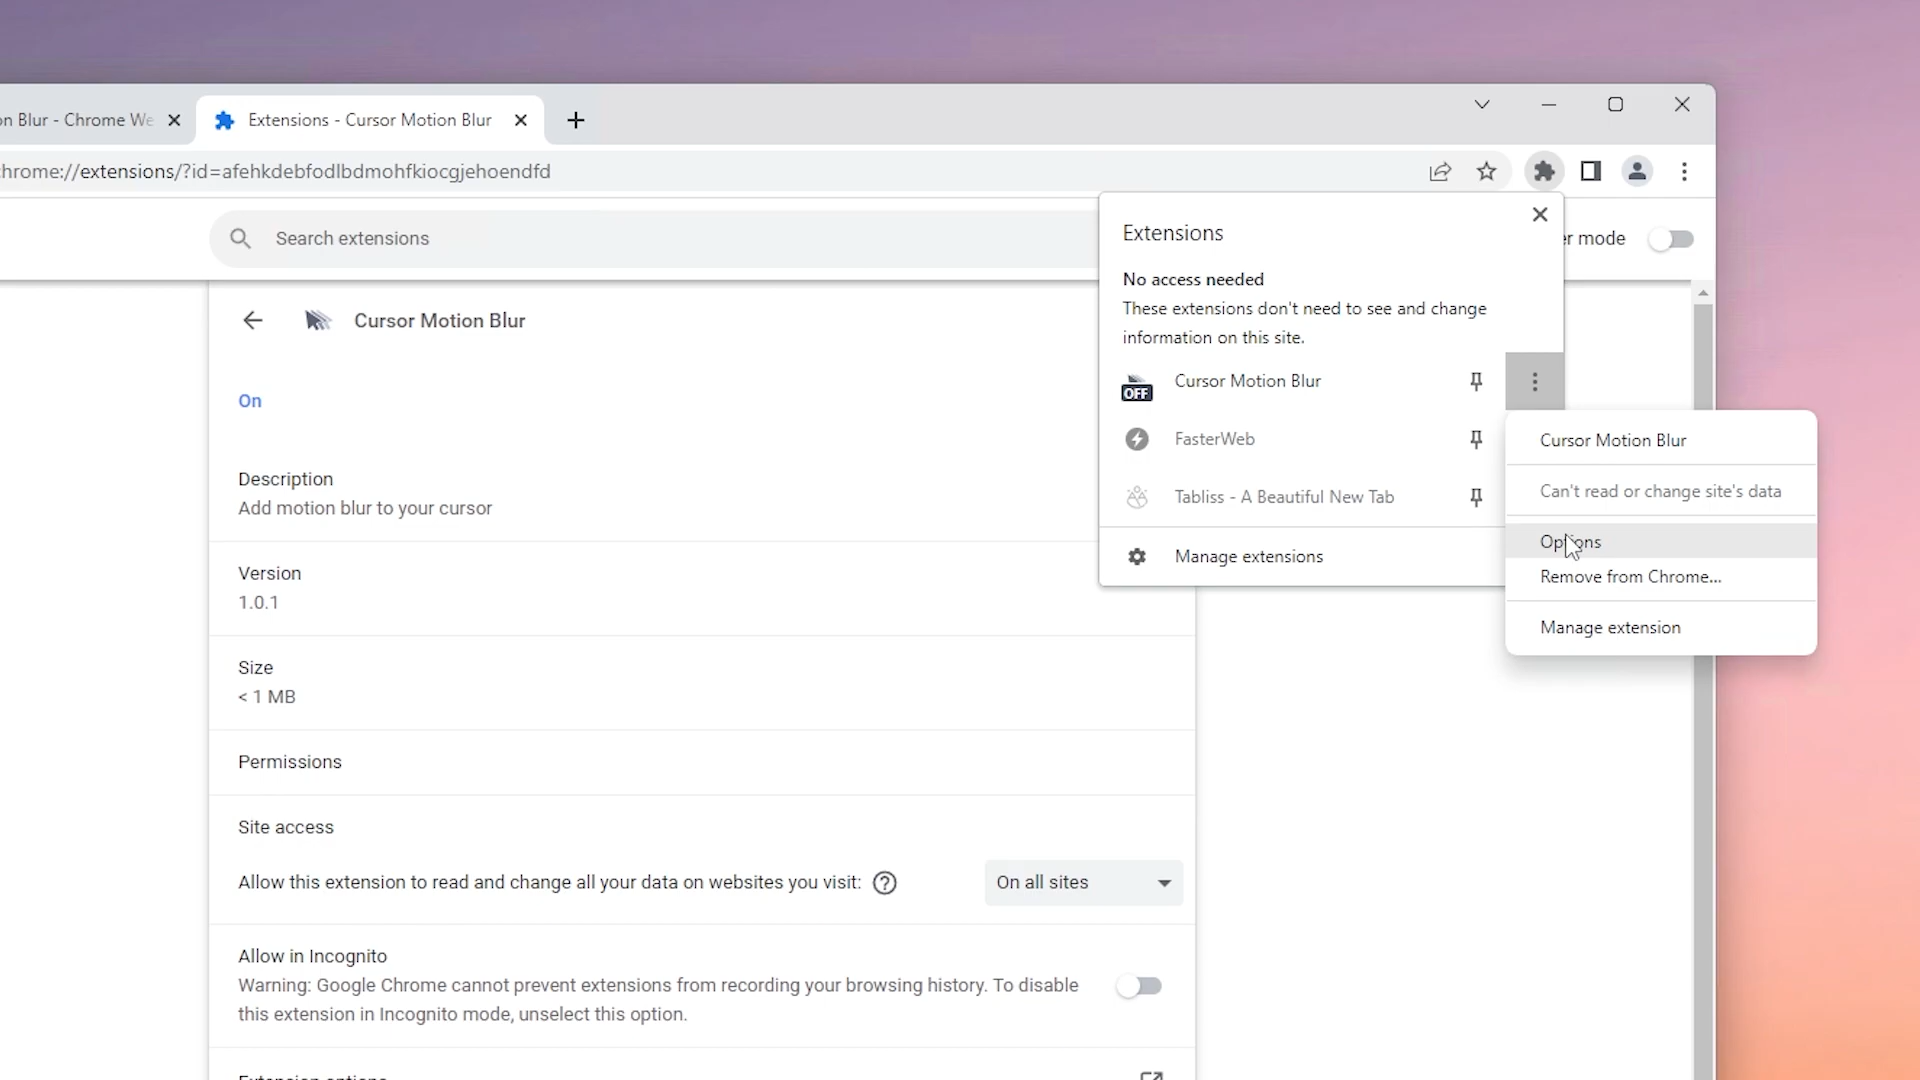 on Blur - Chrome We
Extensions - Cursor Motion Blur
hrome://extensions/?id=afehkdebfodlbdmohfkiocgjehoendfd
Search extensions
er mode
Extensions
No access needed
These extensions don't need to see and change
information on this site.
OFF
Cursor Motion Blur
FasterWeb
Tabliss - A Beautiful New Tab
Manage extensions
Cursor Motion Blur
Can't read or change site's data
Options
Remove from Chrome...
Manage extension
Cursor Motion Blur
On
Description
Add motion blur to your cursor
Version
1.0.1
Size
< 1 MB
Permissions
Site access
Allow this extension to read and change all your data on websites you visit:
On all sites
Allow in Incognito
Warning: Google Chrome cannot prevent extensions from recording your browsing history. To disable
this extension in Incognito mode, unselect this option.
Extension options